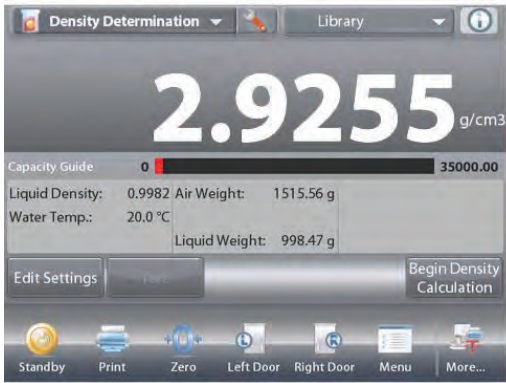 Density Determination Library
2.9255 g/cm3
Capacity Guide 0 35000.00
Liquid Density: 0.9982 Air Weight: 1515.56 g
Water Temp.: 20.0 °C
Liquid Weight: 998.47 g
Edit Settings Begin Density
Calculation
Standby Print Zero Left Door Right Door Menu More...